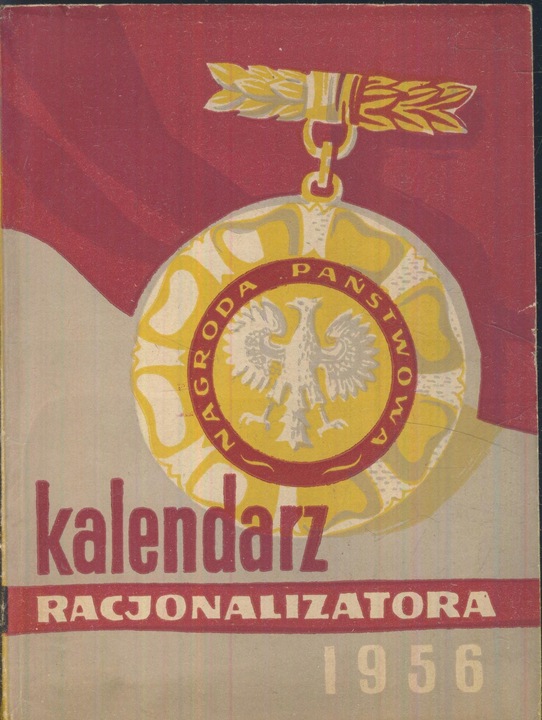 NAGRODA PAŃSTWOWA
kalendarz
RACJONALIZATORA
1956